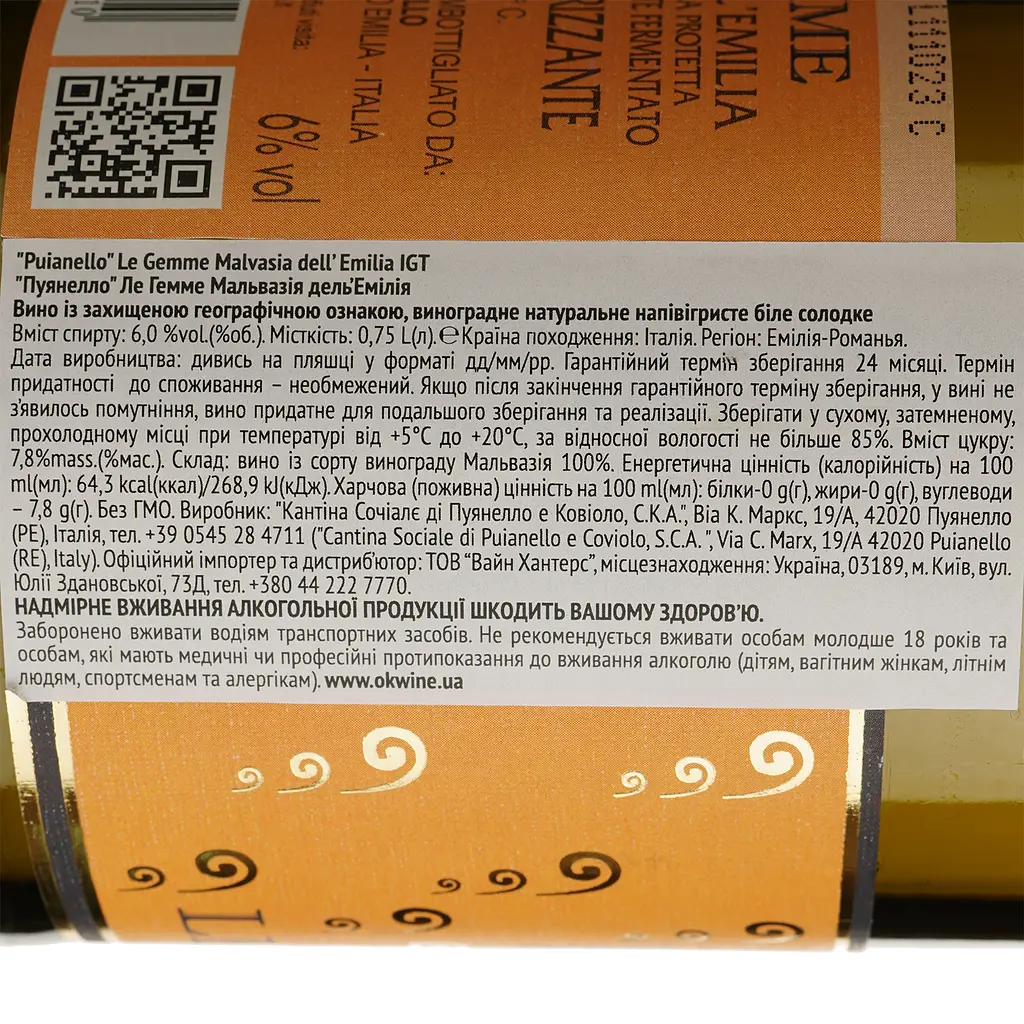 "Puianello" Le Gemme Malvasia dell' Emilia IGT
"Пуянелло" Ле Гемме Мальвазія дель'Емілія
Вино із захищеною географічною ознакою, виноградне натуральне напівігристе біле солодке
Вміст спирту: 6,0 %vol.(%об.). Місткість: 0,75 L(л).℮Країна походження: Італія. Регіон: Емілія-Романья.
Дата виробництва: дивись на пляшці у форматі дд/мм/рр. Гарантійний термін зберігання 24 місяці. Термін
придатності до споживання – необмежений. Якщо після закінчення гарантійного терміну зберігання, у вині не
з'явилось помутніння, вино придатне для подальшого зберігання та реалізації. Зберігати у сухому, затемненому,
прохолодному місці при температурі від +5°C до +20°C, за відносної вологості не більше 85%. Вміст цукру:
7,8%mass.(%мас.). Склад: вино із сорту винограду Мальвазія 100%. Енергетична цінність (калорійність) на 100
ml(мл): 64,3 kcal(ккал)/268,9 kJ(кДж). Харчова (поживна) цінність на 100 ml(мл): білки-0 g(г), жири-0 g(г), вуглеводи
– 7,8 g(г). Без ГМО. Виробник: "Кантіна Сочіалє ді Пуянелло е Ковіоло, С.К.А.", Віа К. Маркс, 19/А, 42020 Пуянелло
(РЕ), Італія, тел. +39 0545 28 4711 ("Cantina Sociale di Puianello e Coviolo, S.C.A. ", Via C. Marx, 19/A 42020 Puianello
(RE), Italy). Офіційний імпортер та дистриб'ютор: ТОВ "Вайн Хантерс", місцезнаходження: Україна, 03189, м. Київ, вул.
Юлії Здановської, 73Д, тел. +380 44 222 7770.
НАДМІРНЕ ВЖИВАННЯ АЛКОГОЛЬНОЇ ПРОДУКЦІЇ ШКОДИТЬ ВАШОМУ ЗДОРОВ'Ю.
Заборонено вживати водіям транспортних засобів. Не рекомендується вживати особам молодше 18 років та
особам, які мають медичні чи професійні протипоказання до вживання алкоголю (дітям, вагітним жінкам, літнім
людям, спортсменам та алергікам). www.okwine.ua
EMILIA – ITALIA
6% vol
DA:
L'EMILIA
PROTETTA
FERMENTATO